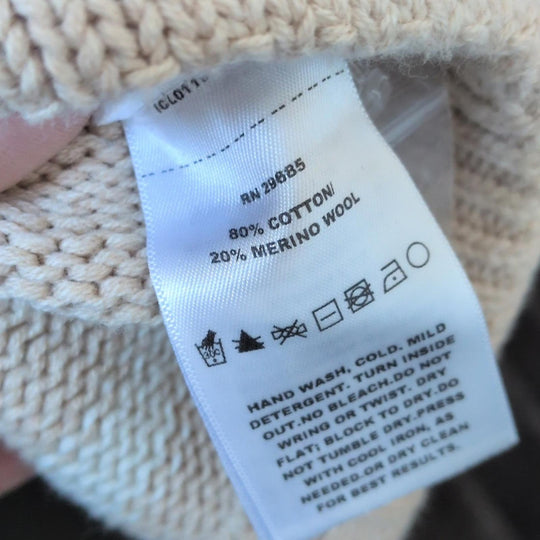 ICL011
RN 29685
80% COTTON/
20% MERINO WOOL
HAND WASH, COLD. MILD
DETERGENT. TURN INSIDE
OUT.NO BLEACH.DO NOT
WRING OR TWIST. DRY
FLAT; BLOCK TO DRY.DO
NOT TUMBLE DRY.PRESS
WITH COOL IRON, AS
NEEDED.OR DRY CLEAN
FOR BEST RESULTS.